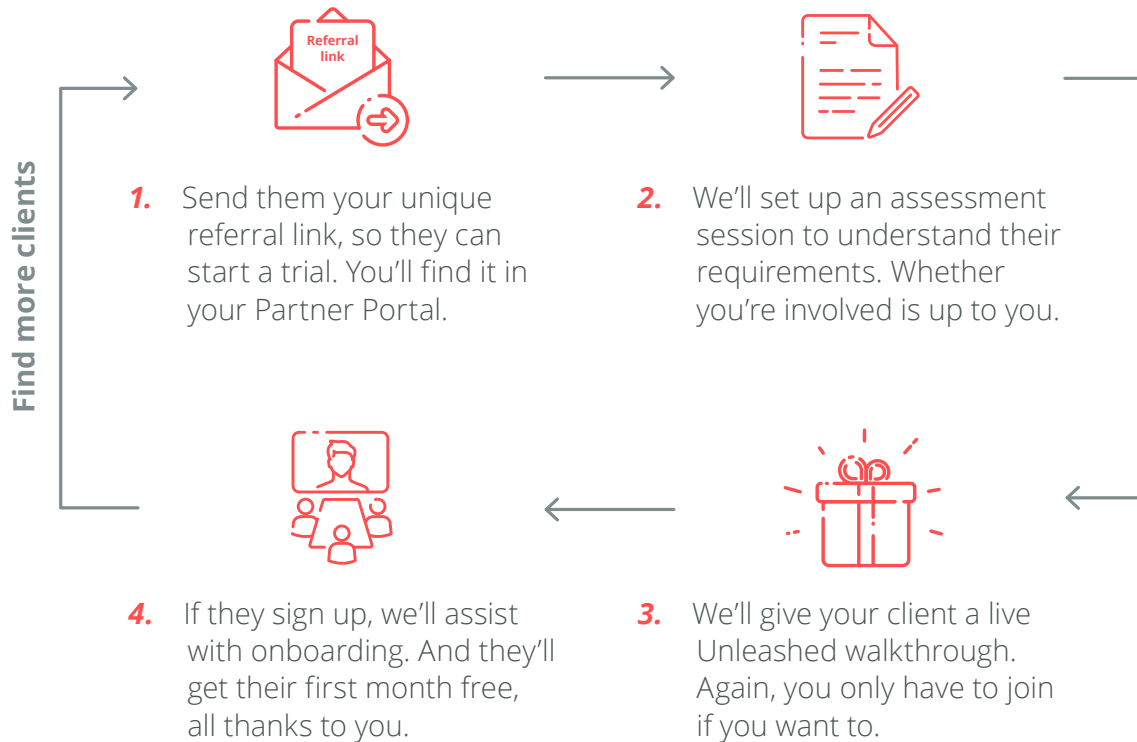 Referral
link
Find more clients
1. Send them your unique
referral link, so they can
start a trial. You’ll find it in
your Partner Portal.
2. We’ll set up an assessment
session to understand their
requirements. Whether
you’re involved is up to you.
3. We’ll give your client a live
Unleashed walkthrough.
Again, you only have to join
if you want to.
4. If they sign up, we’ll assist
with onboarding. And they’ll
get their first month free,
all thanks to you.